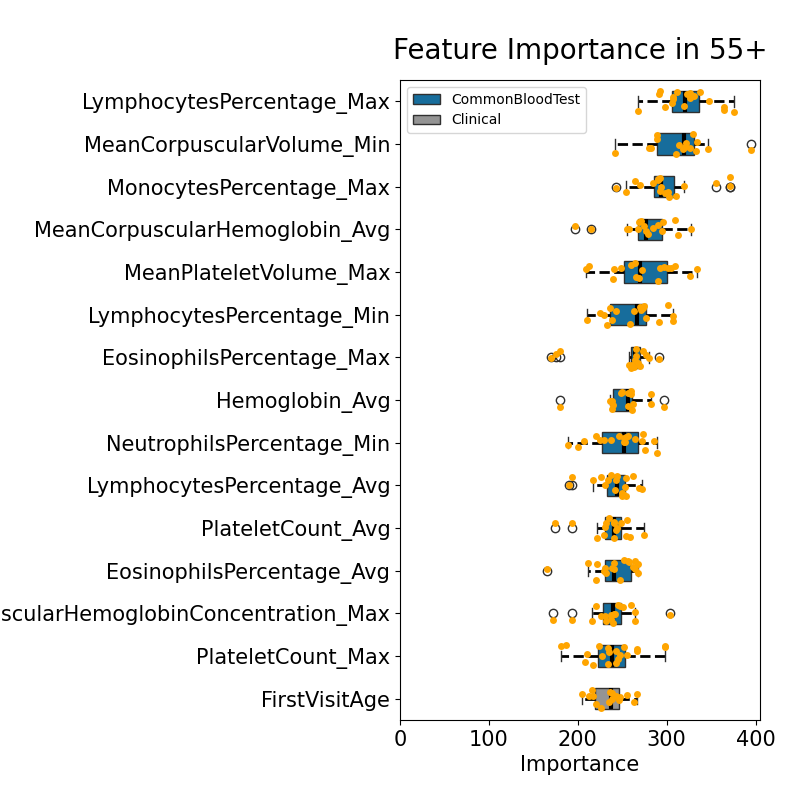 Feature Importance in 55+
CommonBloodTest
Clinical
LymphocytesPercentage_Max
MeanCorpuscularVolume_Min
MonocytesPercentage_Max
MeanCorpuscularHemoglobin_Avg
MeanPlateletVolume_Max
LymphocytesPercentage_Min
EosinophilsPercentage_Max
Hemoglobin_Avg
NeutrophilsPercentage_Min
LymphocytesPercentage_Avg
PlateletCount_Avg
EosinophilsPercentage_Avg
scularHemoglobinConcentration_Max
PlateletCount_Max
FirstVisitAge
0 100 200 300 400
Importance